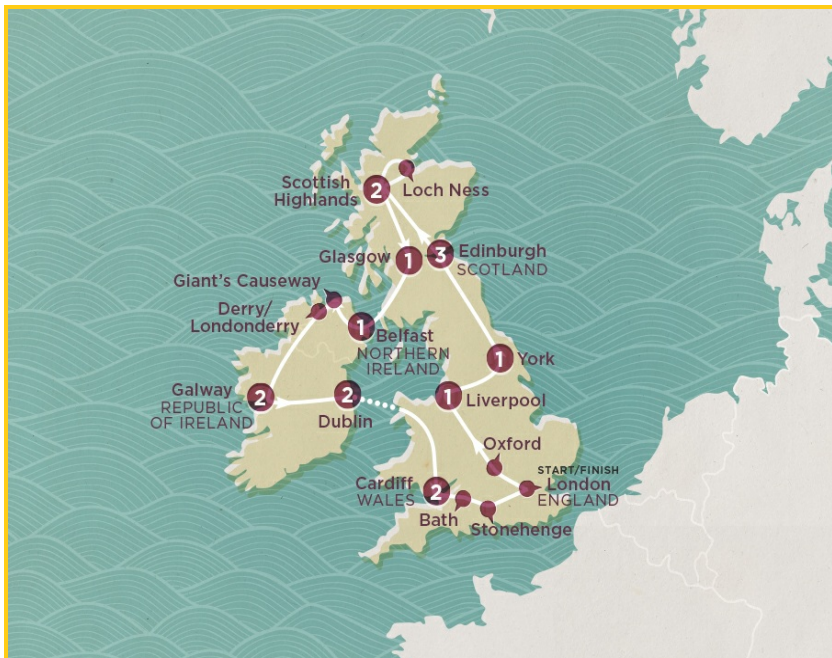 Scottish
Highlands
2
Loch Ness
Glasgow
1
3
Edinburgh
SCOTLAND
Giant's Causeway
Derry/
Londonderry
1
Belfast
NORTHERN
IRELAND
1
York
Galway
REPUBLIC
OF IRELAND
2
2
Dublin
1
Liverpool
Oxford
START/FINISH
London
ENGLAND
Cardiff
WALES
2
Bath
Stonehenge